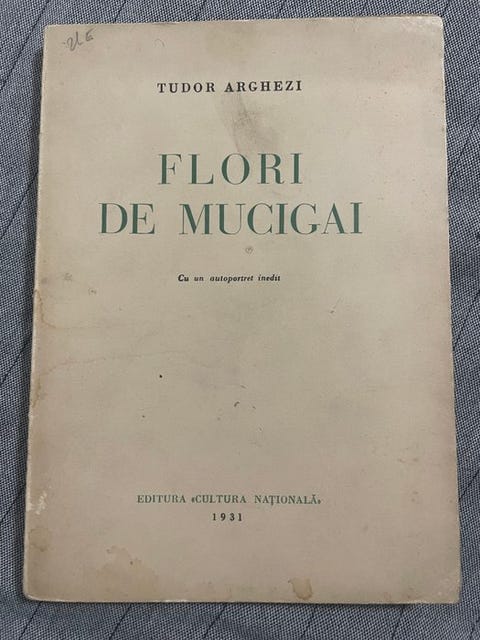 TUDOR ARGHEZI
FLORI
DE MUCIGAI
Cu un autoportret inedit
EDITURA «CULTURA NAȚIONALĂ»
1931